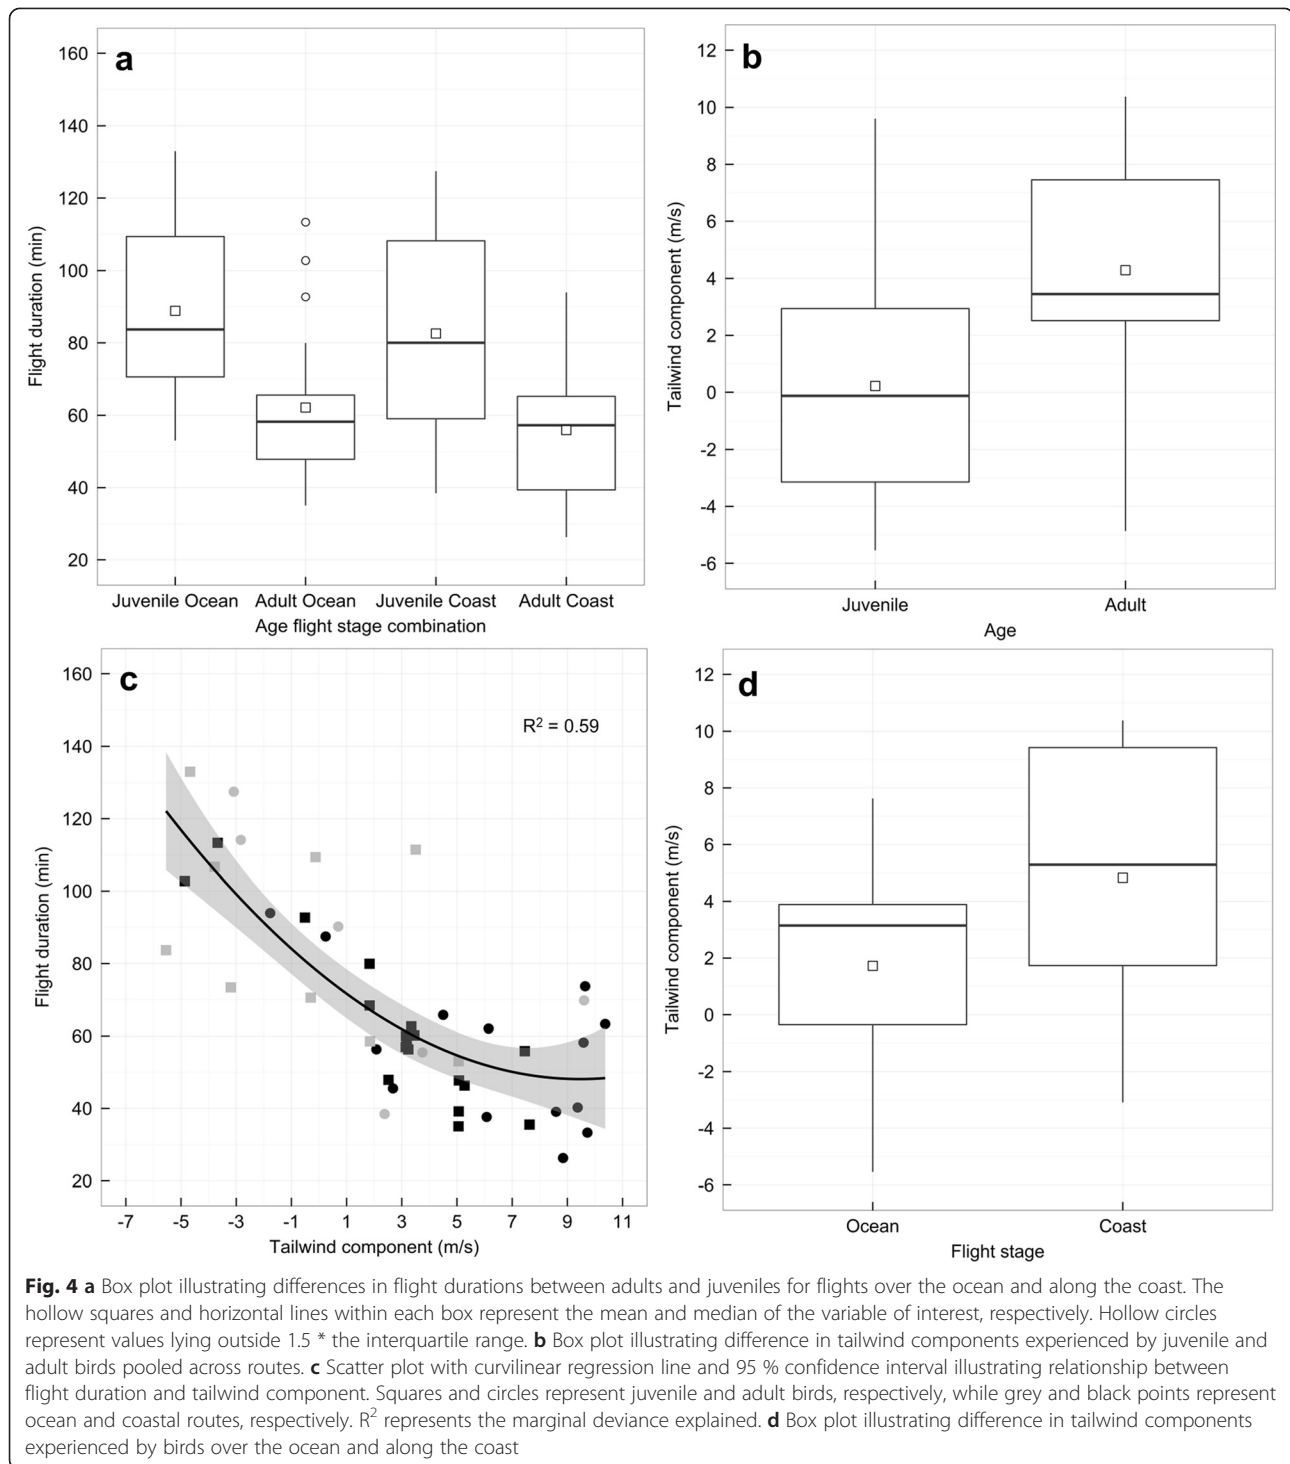 a
160
140
120
100
80
60
40
20
Flight duration (min)
Juvenile Ocean Adult Ocean Juvenile Coast Adult Coast
Age flight stage combination
b
12
10
8
6
4
2
0
-2
-4
-6
Tailwind component (m/s)
Juvenile Adult
Age
c
R² = 0.59
160
140
120
100
80
60
40
20
Flight duration (min)
-7 -5 -3 -1 1 3 5 7 9 11
Tailwind component (m/s)
d
12
10
8
6
4
2
0
-2
-4
-6
Tailwind component (m/s)
Ocean Coast
Flight stage
Fig. 4 a Box plot illustrating differences in flight durations between adults and juveniles for flights over the ocean and along the coast. The
hollow squares and horizontal lines within each box represent the mean and median of the variable of interest, respectively. Hollow circles
represent values lying outside 1.5 * the interquartile range. b Box plot illustrating difference in tailwind components experienced by juvenile and
adult birds pooled across routes. c Scatter plot with curvilinear regression line and 95 % confidence interval illustrating relationship between
flight duration and tailwind component. Squares and circles represent juvenile and adult birds, respectively, while grey and black points represent
ocean and coastal routes, respectively. R² represents the marginal deviance explained. d Box plot illustrating difference in tailwind components
experienced by birds over the ocean and along the coast